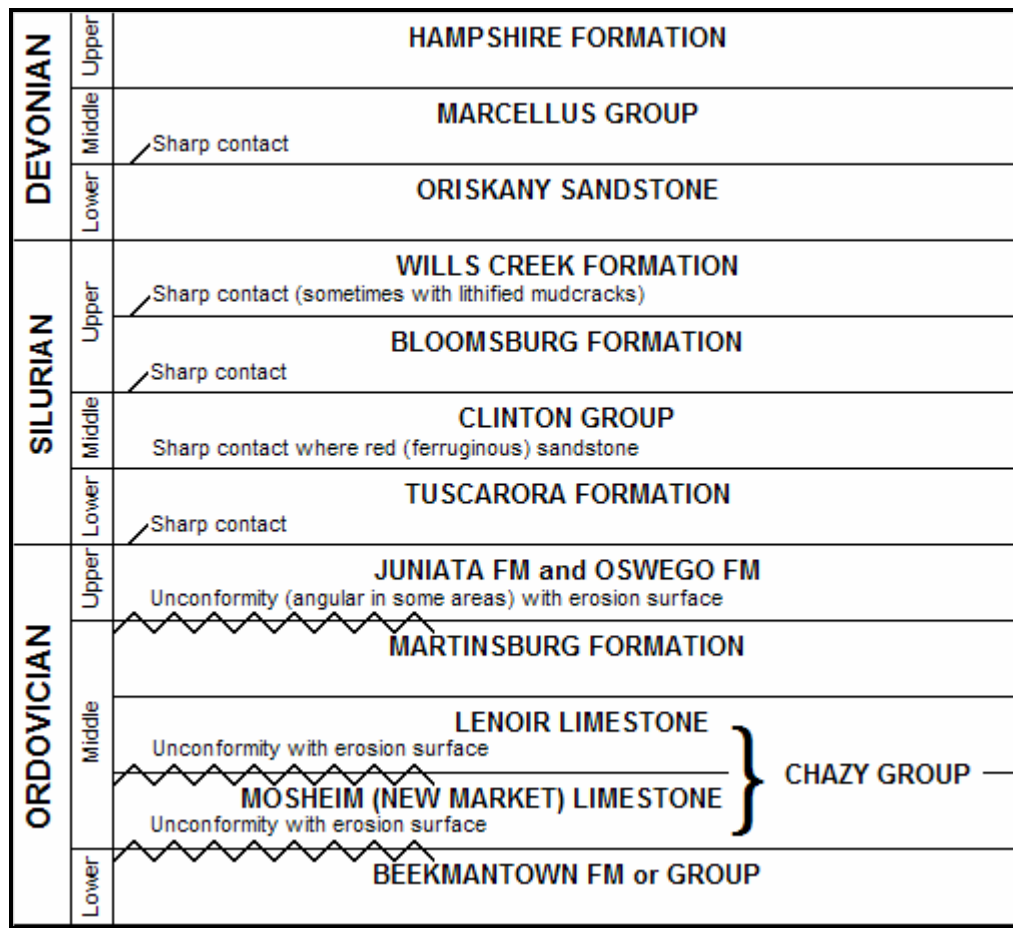 DEVONIAN
Upper
HAMPSHIRE FORMATION
Middle
MARCELLUS GROUP
Sharp contact
Lower
ORISKANY SANDSTONE
SILURIAN
Upper
WILLS CREEK FORMATION
Sharp contact (sometimes with lithified mudcracks)
BLOOMSBURG FORMATION
Sharp contact
Middle
CLINTON GROUP
Sharp contact where red (ferruginous) sandstone
Lower
TUSCARORA FORMATION
Sharp contact
ORDOVICIAN
Upper
JUNIATA FM and OSWEGO FM
Unconformity (angular in some areas) with erosion surface
Middle
MARTINSBURG FORMATION
LENOIR LIMESTONE
Unconformity with erosion surface
CHAZY GROUP
MOSHEIM (NEW MARKET) LIMESTONE
Unconformity with erosion surface
Lower
BEEKMANTOWN FM or GROUP